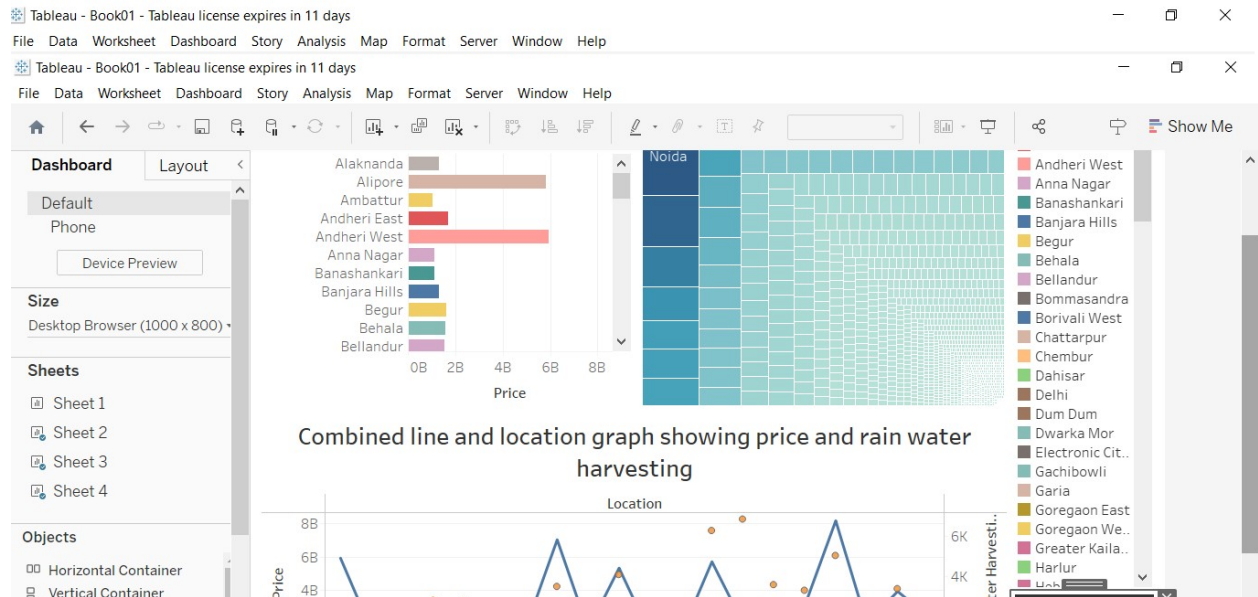 Tableau - Book01 - Tableau license expires in 11 days
File Data Worksheet Dashboard Story Analysis Map Format Server Window Help
Tableau - Book01 - Tableau license expires in 11 days
File Data Worksheet Dashboard Story Analysis Map Format Server Window Help
Show Me
Dashboard Layout
Default
Phone
Device Preview
Size
Desktop Browser (1000 x 800)
Sheets
Sheet 1
Sheet 2
Sheet 3
Sheet 4
Objects
Horizontal Container
Vertical Container
Alaknanda
Alipore
Ambattur
Andheri East
Andheri West
Anna Nagar
Banashankari
Banjara Hills
Begur
Behala
Bellandur
0B 2B 4B 6B 8B
Price
Noida
Combined line and location graph showing price and rain water
harvesting
Location
8B
6B
4B
Price
6K
4K
er Harvesti..
Andheri West
Anna Nagar
Banashankari
Banjara Hills
Begur
Behala
Bellandur
Bommasandra
Borivali West
Chattarpur
Chembur
Dahisar
Delhi
Dum Dum
Dwarka Mor
Electronic Cit..
Gachibowli
Garia
Goregaon East
Goregaon We..
Greater Kaila..
Harlur